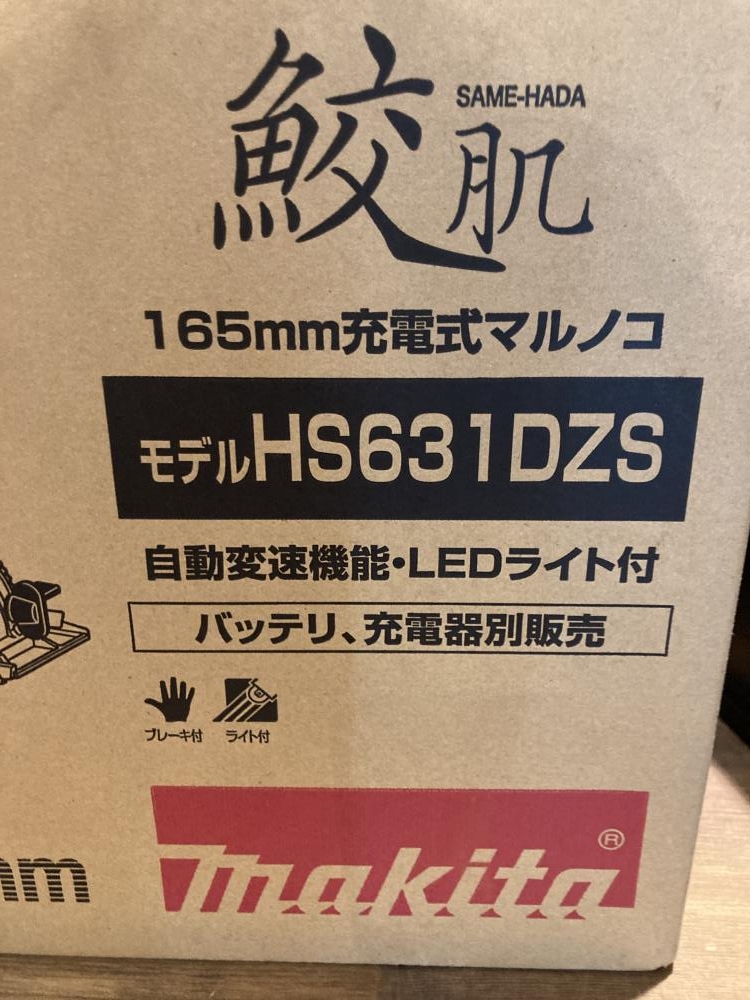 鮫肌
SAME-HADA
165mm充電式マルノコ
モデルHS631DZS
自動変速機能・LEDライト付
バッテリ、充電器別販売
ブレーキ付 ライト付
mm
makita®